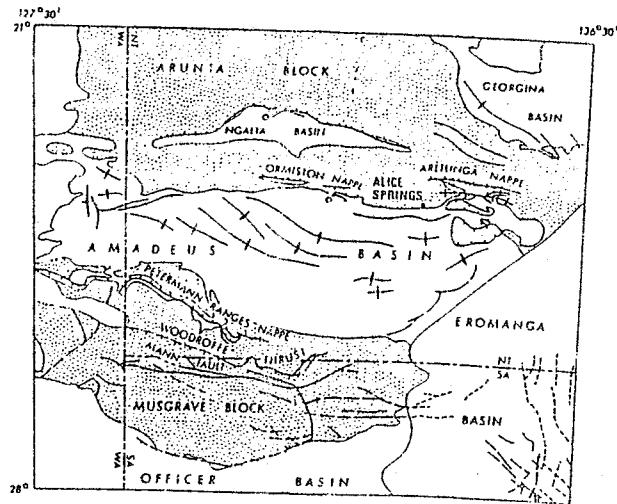 127°30'
136°30'
21°
NT
WA
ARUNTA BLOCK
GEORGINA
BASIN
NGALIA BASIN
ORMISTON NAPPE
ALICE
SPRINGS
ARLTUNGA NAPPE
AMADEUS BASIN
PETERMANN RANGES NAPPE
EROMANGA
WOODROFFE THRUST
MANN FAULT
NT
SA
MUSGRAVE BLOCK
BASIN
28°
SA
WA
OFFICER BASIN